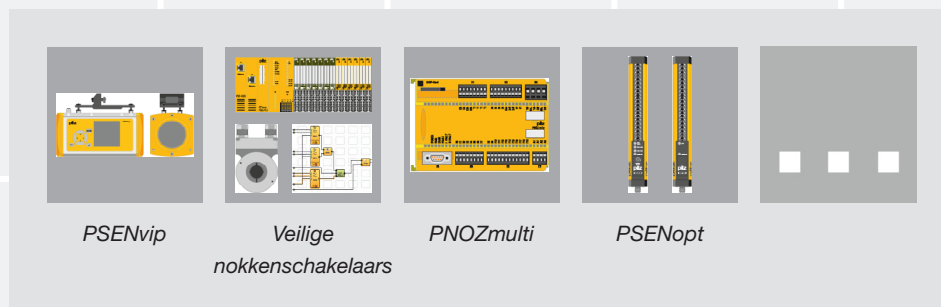 PSENvip
Veilige
nokkenschakelaars
PNOZmulti
PSENopt